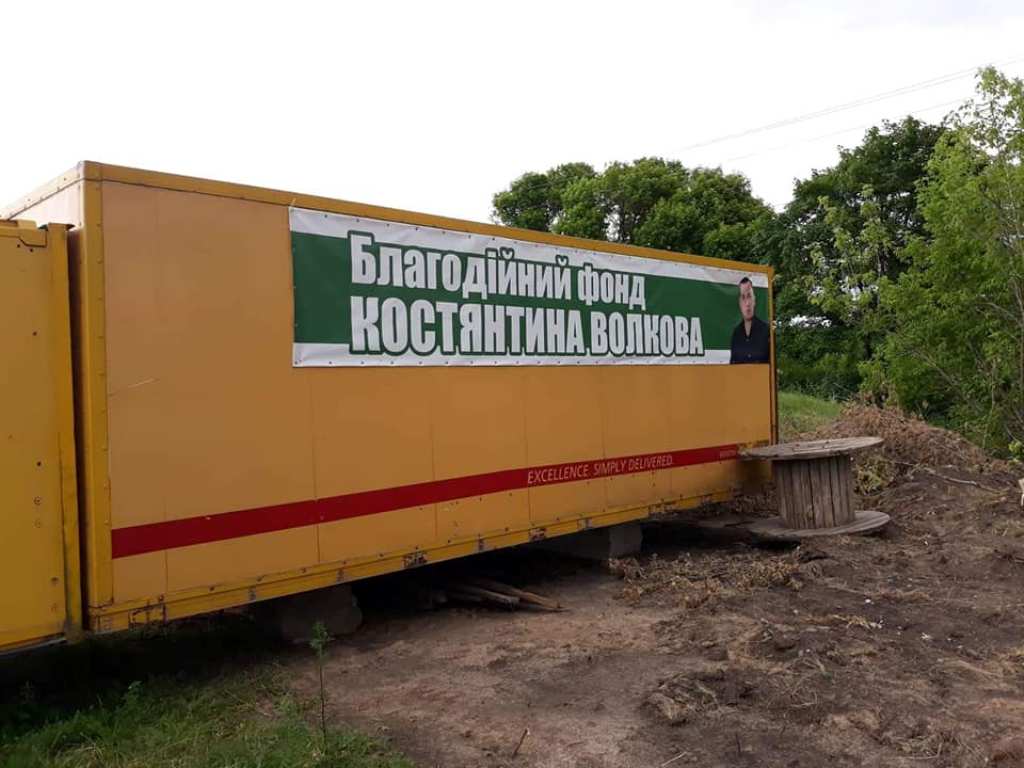 Благодійний фонд
КОСТЯНТИНА ВОЛКОВА
EXCELLENCE. SIMPLY DELIVERED.